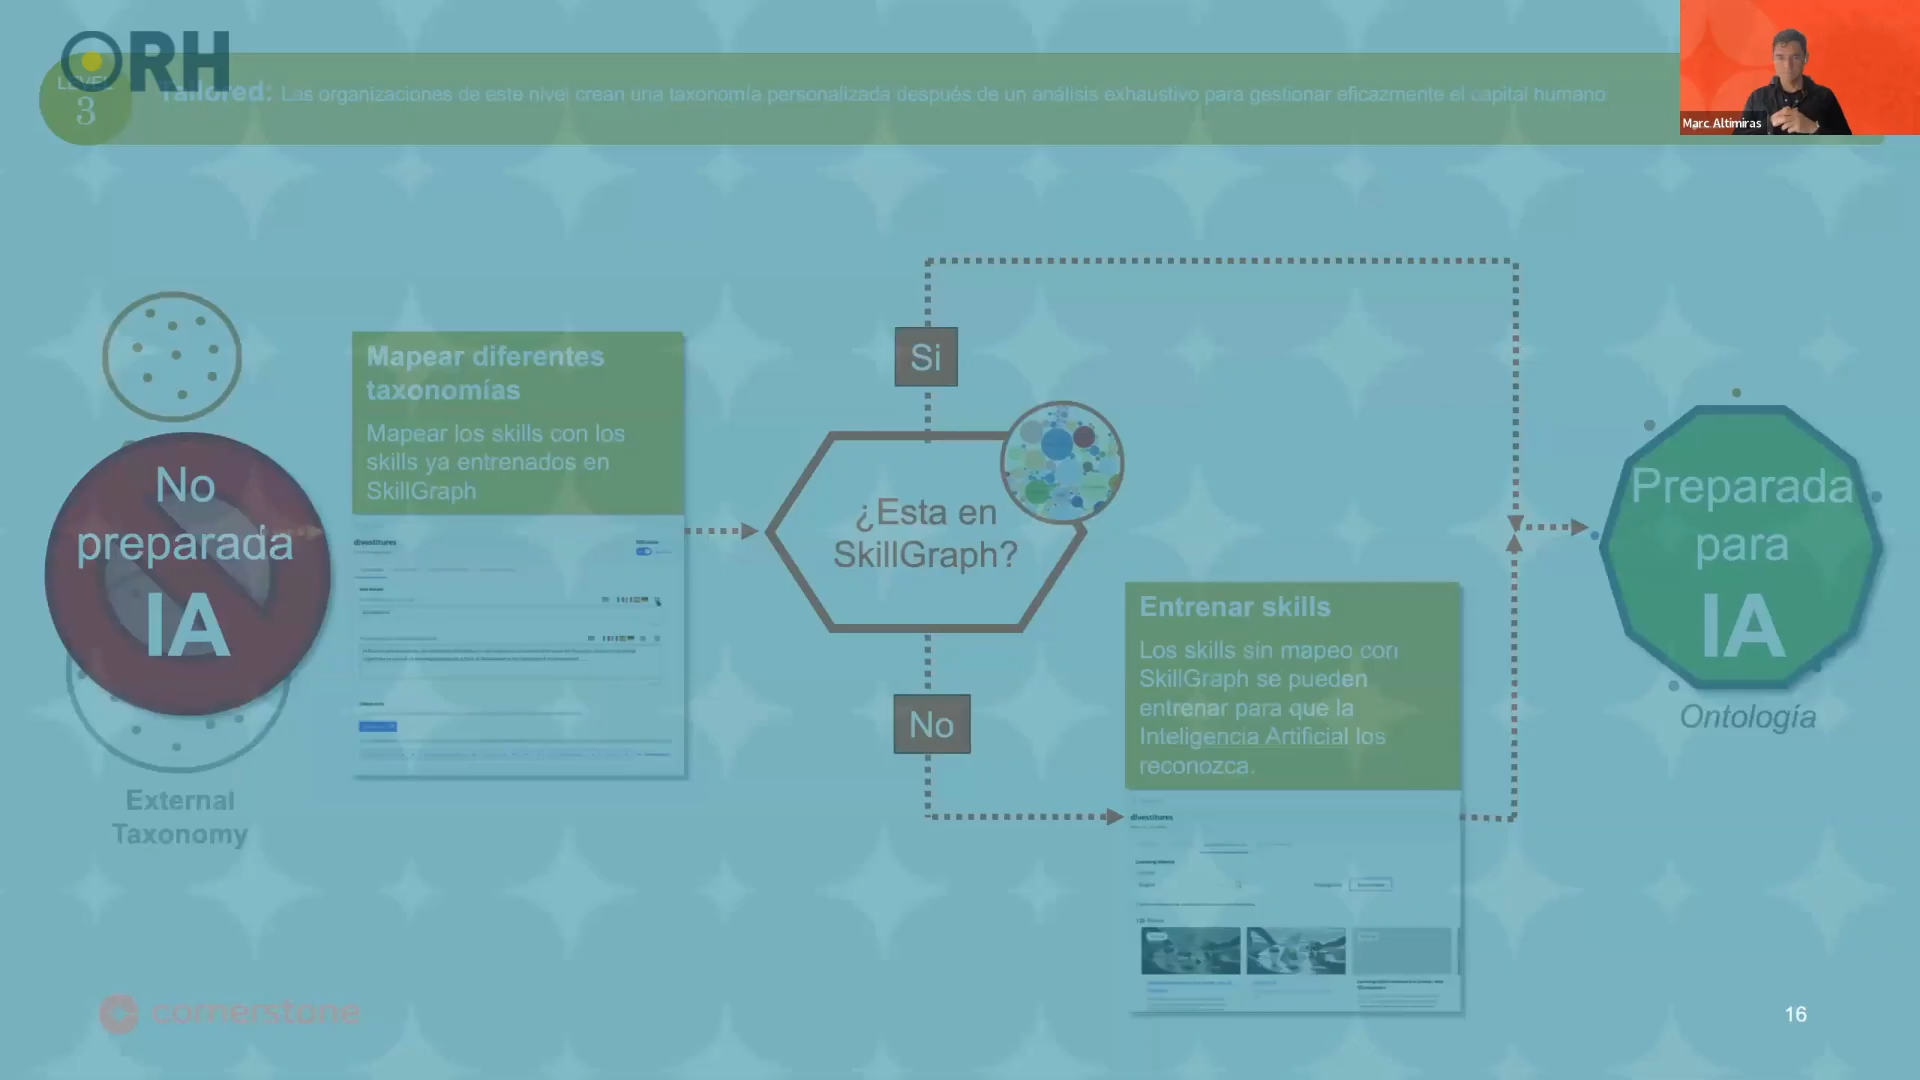 ORH
LEVEL
3
Tailored: Las organizaciones de este nivel crean una taxonomía personalizada después de un análisis exhaustivo para gestionar eficazmente el capital humano
Marc Altimiras
Mapear diferentes
taxonomías
Mapear los skills con los
skills ya entrenados en
SkillGraph
divestitures
No
preparada
IA
External
Taxonomy
Si
¿Esta en
SkillGraph?
No
Entrenar skills
Los skills sin mapeo con
SkillGraph se pueden
entrenar para que la
Inteligencia Artificial los
reconozca.
divestitures
Preparada
para
IA
Ontología
cornerstone
16